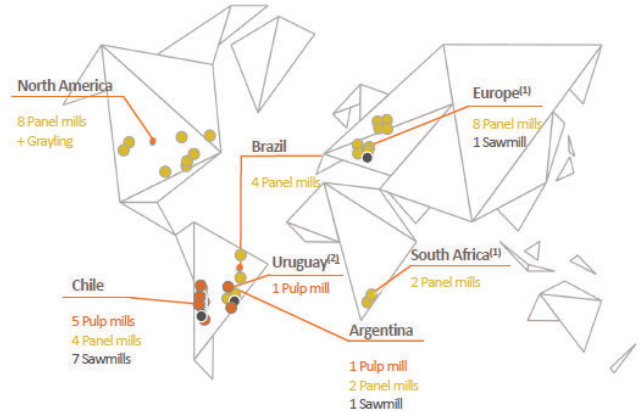 North America
8 Panel mills
+ Grayling
Brazil
4 Panel mills
Europe(1)
8 Panel mills
1 Sawmill
Uruguay(2)
1 Pulp mill
South Africa(1)
2 Panel mills
Chile
5 Pulp mills
4 Panel mills
7 Sawmills
Argentina
1 Pulp mill
2 Panel mills
1 Sawmill